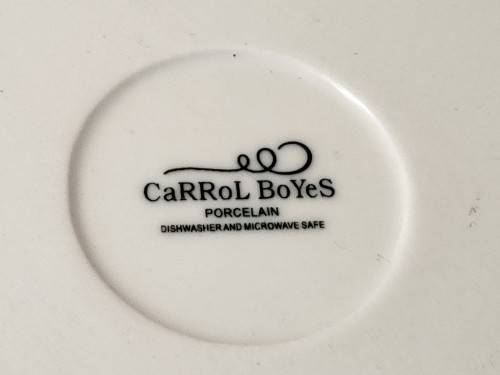 CaRRoL BoYeS
PORCELAIN
DISHWASHER AND MICROWAVE SAFE